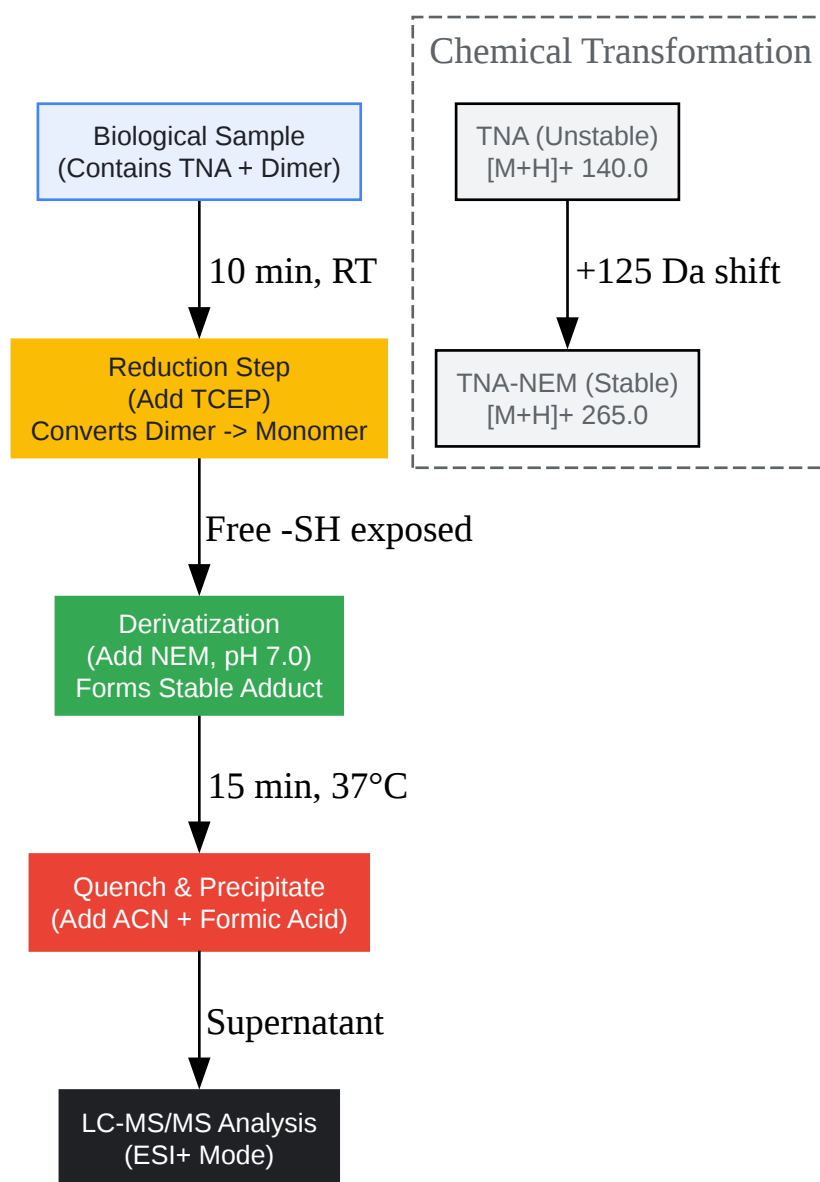 Chemical Transformation
Biological Sample
(Contains TNA + Dimer)
TNA (Unstable)
[M+H]+ 140.0
10 min, RT
+125 Da shift
Reduction Step
(Add TCEP)
Converts Dimer -> Monomer
TNA-NEM (Stable)
[M+H]+ 265.0
Free -SH exposed
Derivatization
(Add NEM, pH 7.0)
Forms Stable Adduct
15 min, 37°C
Quench & Precipitate
(Add ACN + Formic Acid)
Supernatant
LC-MS/MS Analysis
(ESI+ Mode)